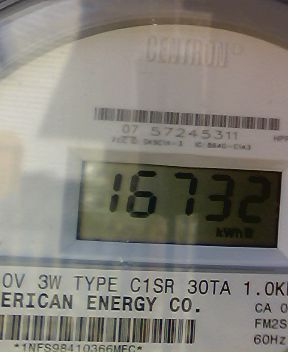 CENTRON
07 57245311
16732
kWh
0V 3W TYPE C1SR 30TA 1.0K
ERICAN ENERGY CO.
CA 0
FM2S
60Hz
*1NFS98410366MFC*